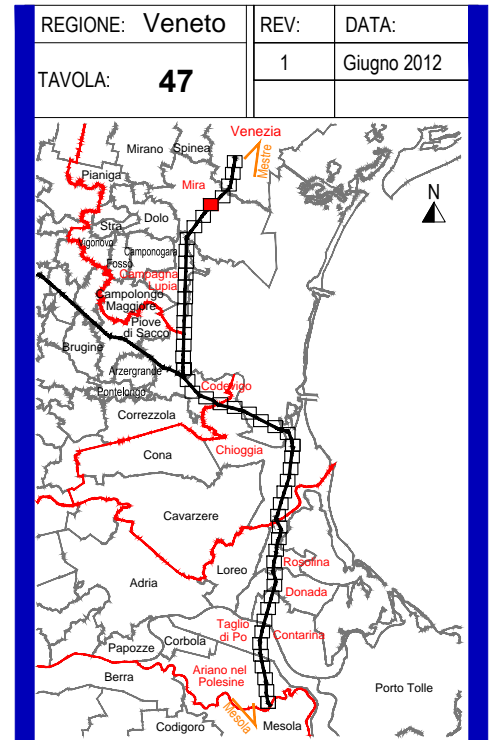 REGIONE: Veneto
REV:
DATA:
TAVOLA: 47
1
Giugno 2012
Venezia
Mestre
Mirano
Spinea
Pianiga
Mira
N
Dolo
Stra
Vigonovo
Camponogara
Fosso
Campagna
Lupia
Campolongo
Maggiore
Piove
di Sacco
Brugine
Arzergrande
Pontelongo
Codevigo
Correzzola
Chioggia
Cona
Cavarzere
Rosolina
Loreo
Adria
Donada
Taglio
di Po
Contarina
Corbola
Papozze
Ariano nel
Polesine
Berra
Porto Tolle
Mesola
Mesola
Codigoro